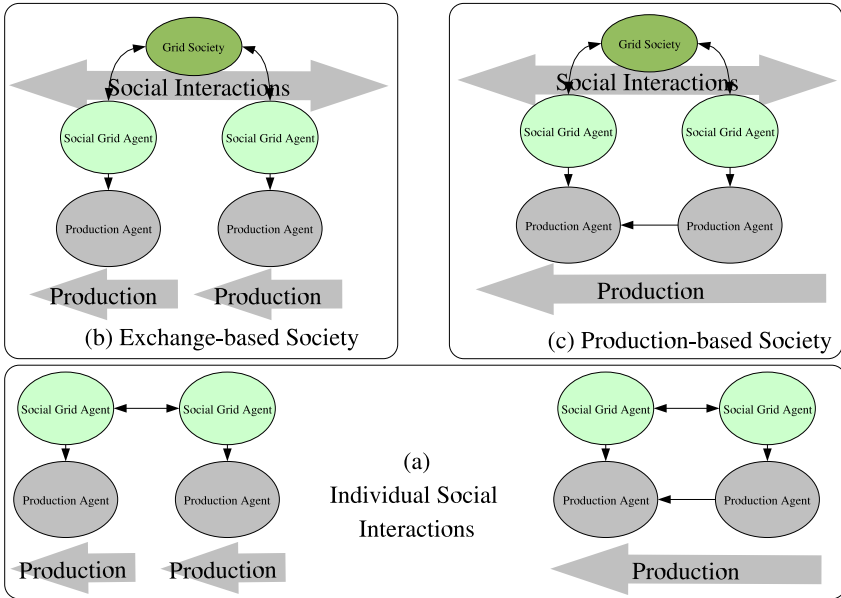 Grid Society
Social Interactions
Social Grid Agent
Social Grid Agent
Production Agent
Production Agent
Production
Production
(b) Exchange-based Society
Grid Society
Social Interactions
Social Grid Agent
Social Grid Agent
Production Agent
Production Agent
Production
(c) Production-based Society
Social Grid Agent
Social Grid Agent
Production Agent
Production Agent
Production
Production
(a)
Individual Social
Interactions
Social Grid Agent
Social Grid Agent
Production Agent
Production Agent
Production